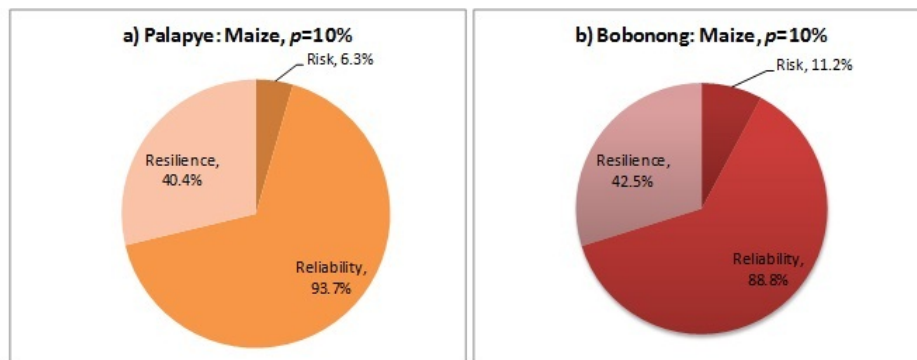 a) Palapye: Maize, p=10%
Risk, 6.3%
Resilience,
40.4%
Reliability,
93.7%
b) Bobonong: Maize, p=10%
Risk, 11.2%
Resilience,
42.5%
Reliability,
88.8%